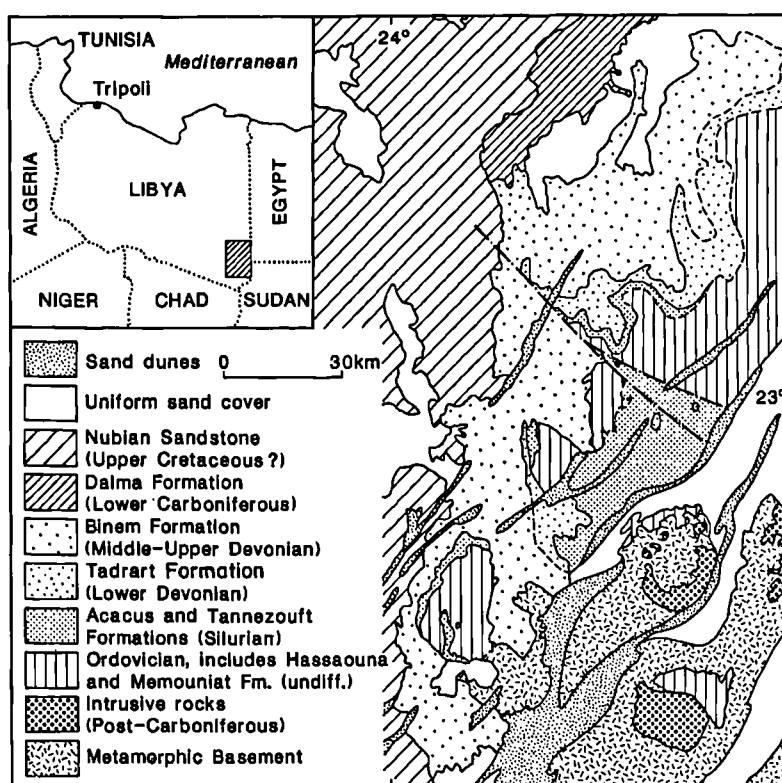 TUNISIA
Mediterranean
Tripoli
ALGERIA
LIBYA
EGYPT
NIGER
CHAD
SUDAN
24°
23°
Sand dunes
0 30km
Uniform sand cover
Nubian Sandstone
(Upper Cretaceous?)
Dalma Formation
(Lower Carboniferous)
Binem Formation
(Middle-Upper Devonian)
Tadrart Formation
(Lower Devonian)
Acacus and Tannezouft
Formations (Silurian)
Ordovician, includes Hassaouna
and Memouniat Fm. (undiff.)
Intrusive rocks
(Post-Carboniferous)
Metamorphic Basement